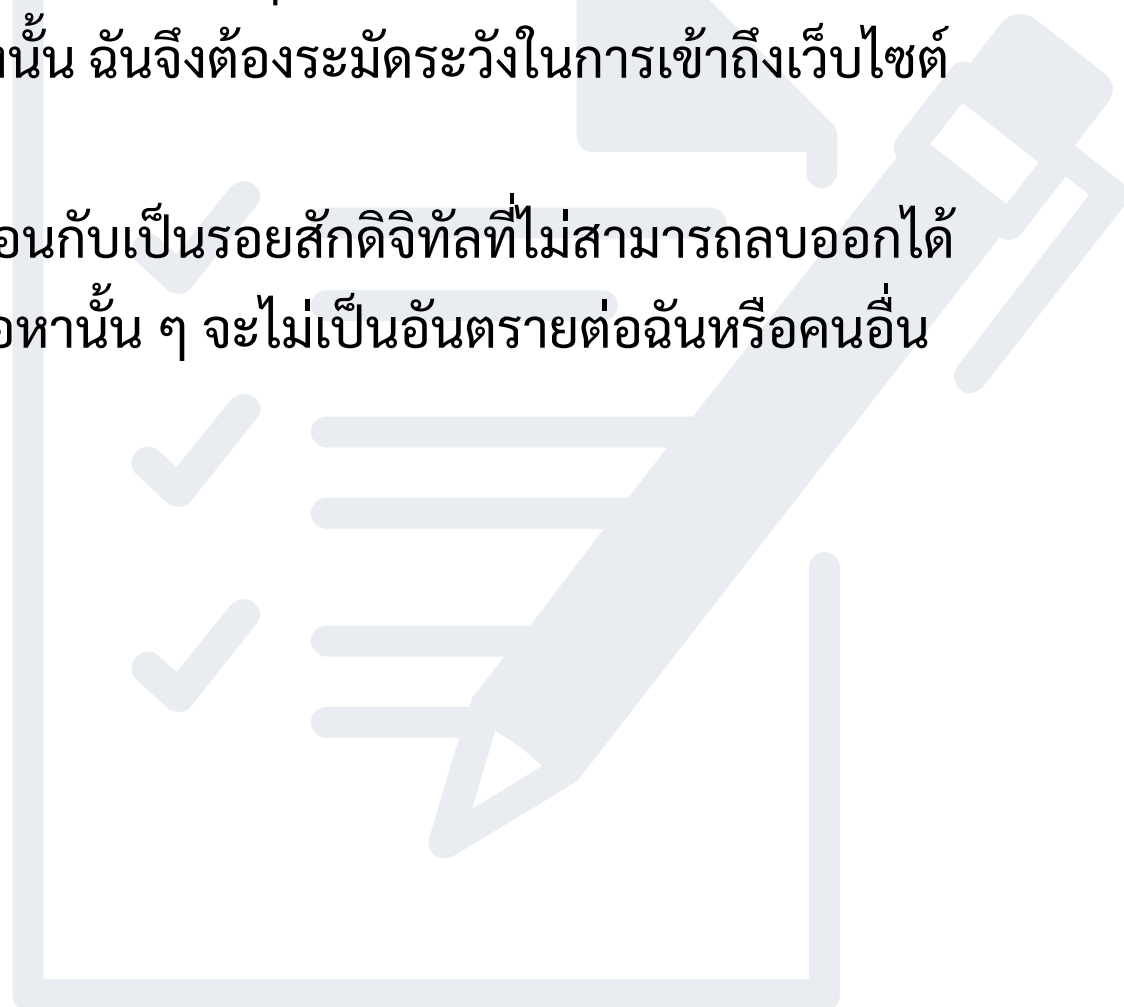 ั้น ฉันจึงต้องระมัดระวังในการเข้าถึงเว็บไซต์
อนกับเป็นรอยสักดิจิทัลที่ไม่สามารถลบออกได้
อหานั้น ๆ จะไม่เป็นอันตรายต่อฉันหรือคนอื่น